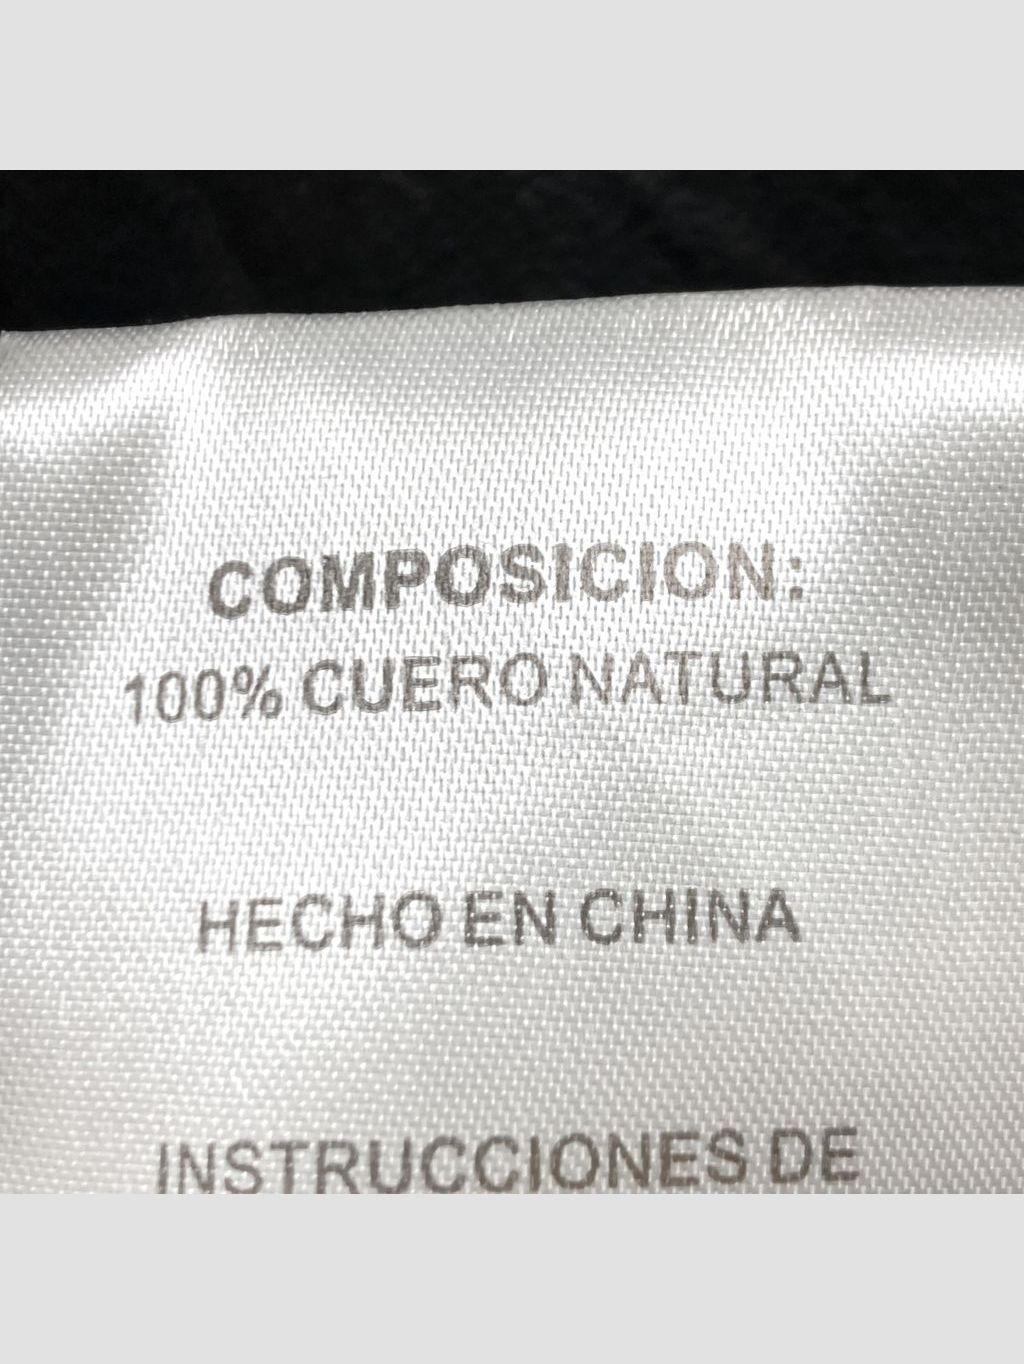 COMPOSICION:
100% CUERO NATURAL
HECHO EN CHINA
INSTRUCCIONES DE